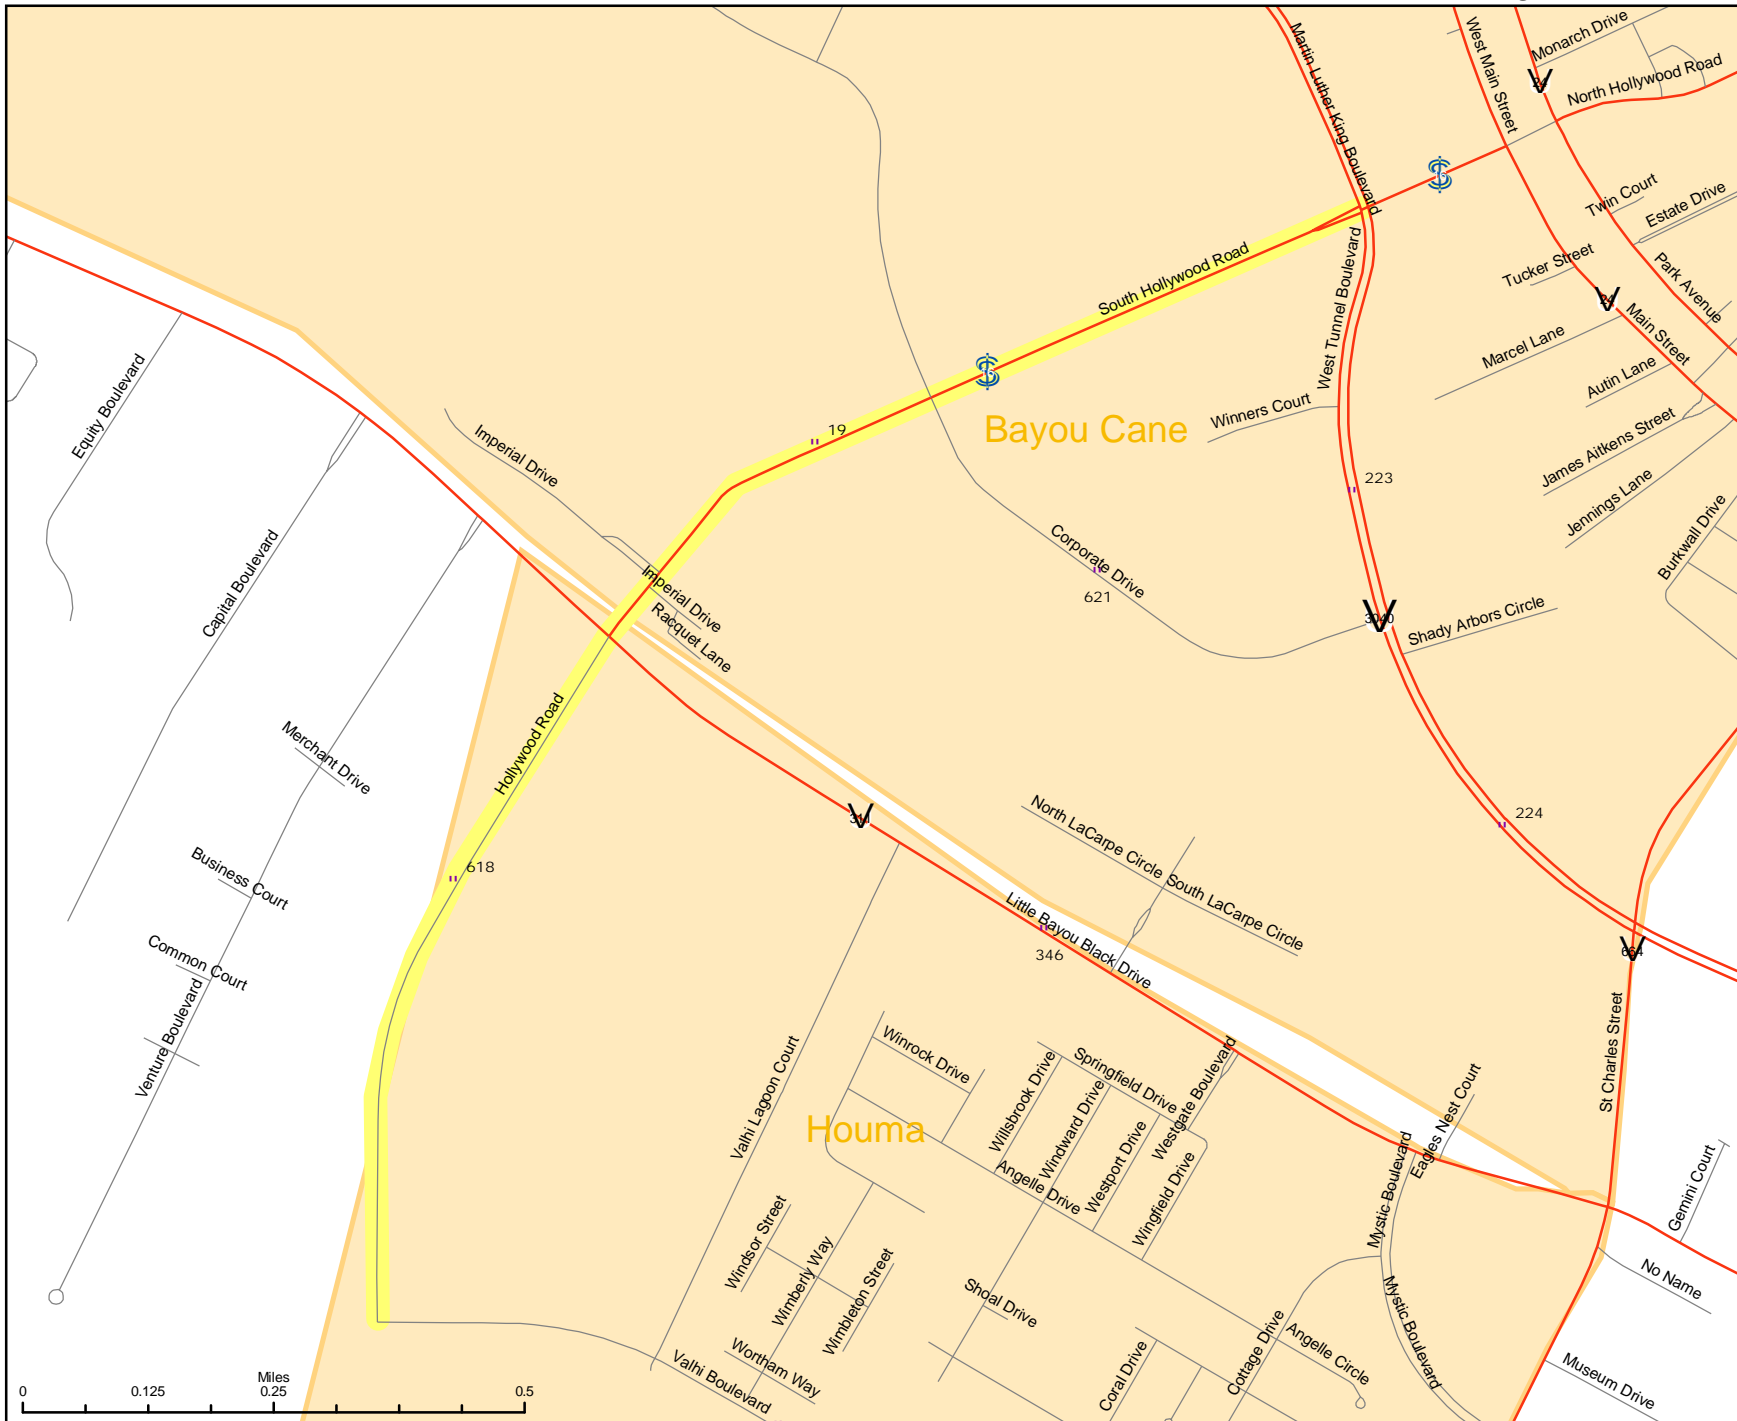 Monarch Drive
West Main Street
24
North Hollywood Road
Martin Luther King Boulevard
Twin Court
Estate Drive
South Hollywood Road
West Tunnel Boulevard
Tucker Street
Park Avenue
24
Main Street
Marcel Lane
Autin Lane
Equity Boulevard
Winners Court
19
Bayou Cane
James Aitkens Street
Imperial Drive
223
Jennings Lane
Burkwall Drive
Capital Boulevard
Corporate Drive
621
Imperial Drive
Racquet Lane
3040
Shady Arbors Circle
Hollywood Road
Merchant Drive
311
North LaCarpe Circle
224
South LaCarpe Circle
618
Business Court
Little Bayou Black Drive
346
664
Common Court
Venture Boulevard
St Charles Street
Valhi Lagoon Court
Winrock Drive
Willsbrook Drive
Springfield Drive
Windward Drive
Westgate Boulevard
Westport Drive
Houma
Eagles Nest Court
Mystic Boulevard
Angelle Drive
Wingfield Drive
Gemini Court
Windsor Street
Wimberly Way
Wimbleton Street
Shoal Drive
Mystic Boulevard
No Name
Cottage Drive
Angelle Circle
Coral Drive
Wortham Way
Valhi Boulevard
Museum Drive
Miles
0 0.125 0.25 0.5